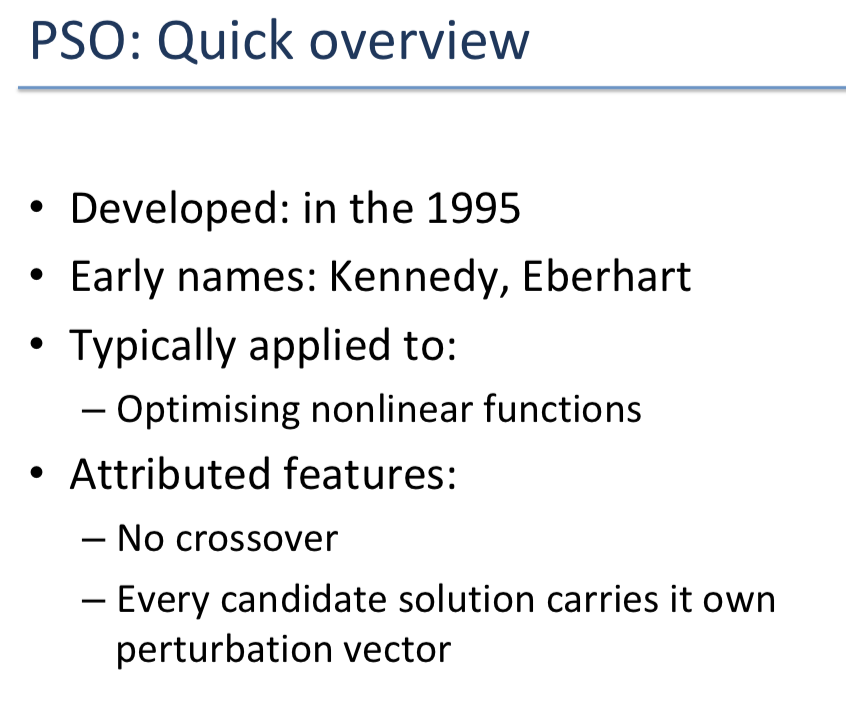 PSO: Quick overview
• Developed: in the 1995
• Early names: Kennedy, Eberhart
• Typically applied to:
– Optimising nonlinear functions
• Attributed features:
– No crossover
– Every candidate solution carries it own
perturbation vector